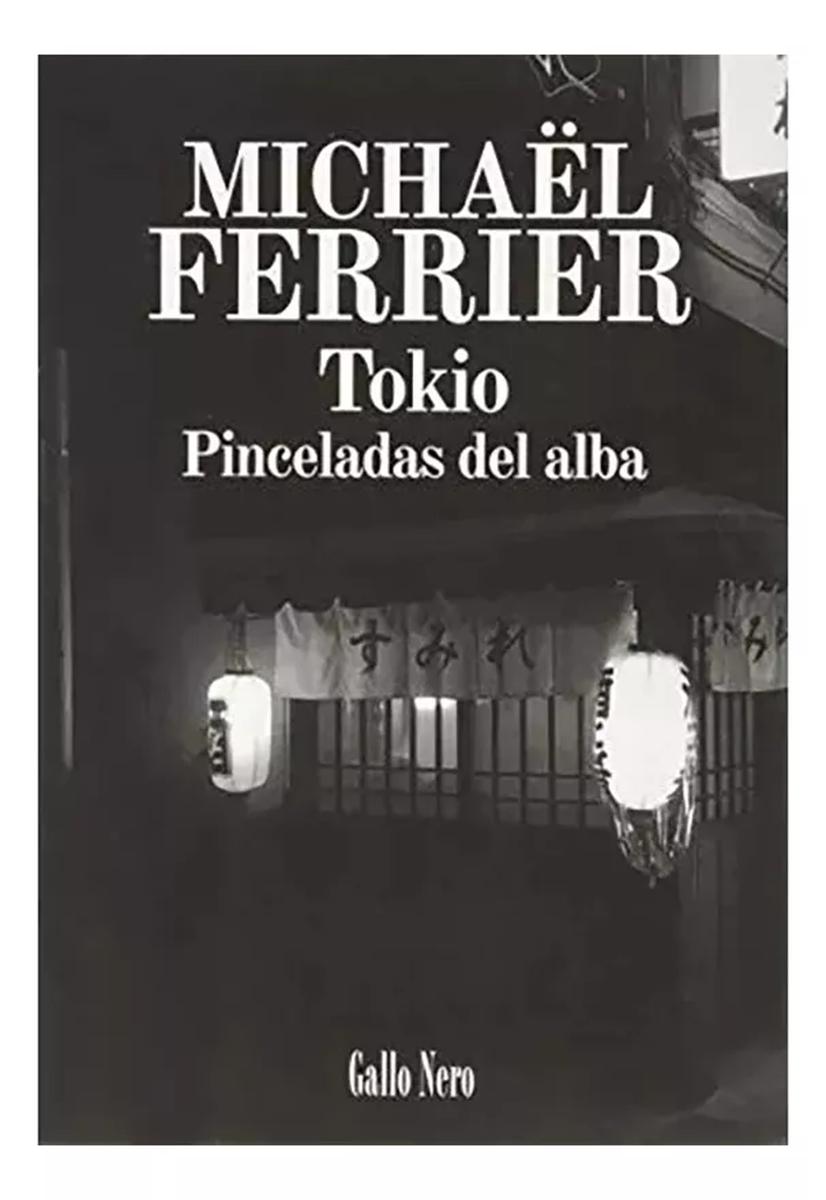 MICHAËL
FERRIER
Tokio
Pinceladas del alba
すみれ
Gallo Nero